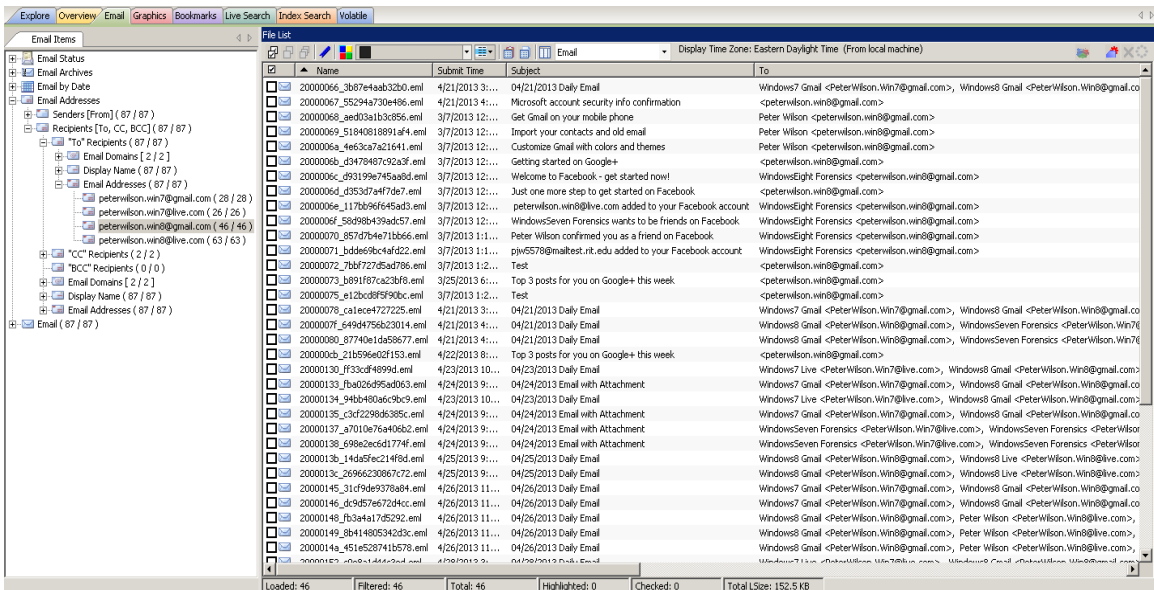 Explore Overview Email Graphics Bookmarks Live Search Index Search Volatile
Email Items
Email Status
Email Archives
Email by Date
Email Addresses
Senders [From] ( 87 / 87 )
Recipients [To, CC, BCC] ( 87 / 87 )
"To" Recipients ( 87 / 87 )
Email Domains [ 2 / 2 ]
Display Name ( 87 / 87 )
Email Addresses ( 87 / 87 )
peterwilson.win7@gmail.com ( 28 / 28 )
peterwilson.win7@live.com ( 26 / 26 )
peterwilson.win8@gmail.com ( 46 / 46 )
peterwilson.win8@live.com ( 63 / 63 )
"CC" Recipients ( 2 / 2 )
"BCC" Recipients ( 0 / 0 )
Email Domains [ 2 / 2 ]
Display Name ( 87 / 87 )
Email Addresses ( 87 / 87 )
Email ( 87 / 87 )
File List
Email Display Time Zone: Eastern Daylight Time (From local machine)
Name Submit Time Subject To
20000066_3b87e4aab32b0.eml 4/21/2013 3:... 04/21/2013 Daily Email Windows7 Gmail <PeterWilson.Win7@gmail.com>, Windows8 Gmail <PeterWilson.Win8@gmail.co
20000067_55294a730e486.eml 4/21/2013 4:... Microsoft account security info confirmation <peterwilson.win8@gmail.com>
20000068_aed03a1b3c856.eml 3/7/2013 12:... Get Gmail on your mobile phone Peter Wilson <peterwilson.win8@gmail.com>
20000069_51840818891af4.eml 3/7/2013 12:... Import your contacts and old email Peter Wilson <peterwilson.win8@gmail.com>
2000006a_4e63ca7a21641.eml 3/7/2013 12:... Customize Gmail with colors and themes Peter Wilson <peterwilson.win8@gmail.com>
2000006b_d3478487c92a3f.eml 3/7/2013 12:... Getting started on Google+ <peterwilson.win8@gmail.com>
2000006c_d93199e745aa8d.eml 3/7/2013 12:... Welcome to Facebook - get started now! WindowsEight Forensics <peterwilson.win8@gmail.com>
2000006d_d353d7a4f7de7.eml 3/7/2013 12:... Just one more step to get started on Facebook <peterwilson.win8@gmail.com>
2000006e_117bb96f645ad3.eml 3/7/2013 12:... peterwilson.win8@live.com added to your Facebook account WindowsEight Forensics <peterwilson.win8@gmail.com>
2000006f_58d98b439adc57.eml 3/7/2013 12:... WindowsSeven Forensics wants to be friends on Facebook WindowsEight Forensics <peterwilson.win8@gmail.com>
20000070_857d7b4e71bb66.eml 3/7/2013 1:1... Peter Wilson confirmed you as a friend on Facebook WindowsEight Forensics <peterwilson.win8@gmail.com>
20000071_bdde69bc4afd22.eml 3/7/2013 1:1... pjw5578@mailtest.rit.edu added to your Facebook account WindowsEight Forensics <peterwilson.win8@gmail.com>
20000072_7bbf727d5ad786.eml 3/7/2013 1:2... Test <peterwilson.win8@gmail.com>
20000073_b891f87ca23bf8.eml 3/25/2013 6:... Top 3 posts for you on Google+ this week <peterwilson.win8@gmail.com>
20000075_e12bcd8f5f90bc.eml 3/7/2013 1:2... Test <peterwilson.win8@gmail.com>
20000078_ca1ece4727225.eml 4/21/2013 3:... 04/21/2013 Daily Email Windows7 Gmail <PeterWilson.Win7@gmail.com>, Windows8 Gmail <PeterWilson.Win8@gmail.co
2000007f_649d4756b23014.eml 4/21/2013 4:... 04/21/2013 Daily Email Windows8 Gmail <PeterWilson.Win8@gmail.com>, WindowsSeven Forensics <PeterWilson.Win7@
20000080_87740e1da58677.eml 4/21/2013 4:... 04/21/2013 Daily Email Windows8 Gmail <PeterWilson.Win8@gmail.com>, WindowsSeven Forensics <PeterWilson.Win7@
200000cb_21b596e02f153.eml 4/22/2013 8:... Top 3 posts for you on Google+ this week <peterwilson.win8@gmail.com>
20000130_ff33cdf4899d.eml 4/23/2013 10... 04/23/2013 Daily Email Windows7 Live <PeterWilson.Win7@live.com>, Windows8 Gmail <PeterWilson.Win8@gmail.com>
20000133_fba026d95ad063.eml 4/24/2013 9:... 04/24/2013 Email with Attachment Windows7 Gmail <PeterWilson.Win7@gmail.com>, Windows8 Gmail <PeterWilson.Win8@gmail.co
20000134_94bb480a6c9bc9.eml 4/23/2013 10... 04/23/2013 Daily Email Windows7 Live <PeterWilson.Win7@live.com>, Windows8 Gmail <PeterWilson.Win8@gmail.com>
20000135_c3cf2298d6385c.eml 4/24/2013 9:... 04/24/2013 Email with Attachment Windows7 Gmail <PeterWilson.Win7@gmail.com>, Windows8 Gmail <PeterWilson.Win8@gmail.co
20000137_a7010e76a406b2.eml 4/24/2013 9:... 04/24/2013 Email with Attachment WindowsSeven Forensics <PeterWilson.Win7@live.com>, WindowsSeven Forensics <PeterWilsor
20000138_698e2ec6d1774f.eml 4/24/2013 9:... 04/24/2013 Email with Attachment WindowsSeven Forensics <PeterWilson.Win7@live.com>, WindowsSeven Forensics <PeterWilsor
2000013b_14da5fec214f8d.eml 4/25/2013 9:... 04/25/2013 Daily Email Windows8 Gmail <PeterWilson.Win8@gmail.com>, Windows8 Live <PeterWilson.Win8@live.com>
2000013c_26966230867c72.eml 4/25/2013 9:... 04/25/2013 Daily Email Windows8 Gmail <PeterWilson.Win8@gmail.com>, Windows8 Live <PeterWilson.Win8@live.com>
20000145_31cf9de9378a84.eml 4/26/2013 11... 04/26/2013 Daily Email Windows7 Gmail <PeterWilson.Win7@gmail.com>, Windows8 Gmail <PeterWilson.Win8@gmail.co
20000146_dc9d57e672d4cc.eml 4/26/2013 11... 04/26/2013 Daily Email Windows7 Gmail <PeterWilson.Win7@gmail.com>, Windows8 Gmail <PeterWilson.Win8@gmail.co
20000148_fb3a4a17d5292.eml 4/26/2013 11... 04/26/2013 Daily Email Windows8 Gmail <PeterWilson.Win8@gmail.com>, Peter Wilson <PeterWilson.Win8@live.com>,
20000149_8b414805342d3c.eml 4/26/2013 11... 04/26/2013 Daily Email Windows8 Gmail <PeterWilson.Win8@gmail.com>, Peter Wilson <PeterWilson.Win8@live.com>,
2000014a_451e528741b578.eml 4/26/2013 11... 04/26/2013 Daily Email Windows8 Gmail <PeterWilson.Win8@gmail.com>, Peter Wilson <PeterWilson.Win8@live.com>,
Loaded: 46 Filtered: 46 Total: 46 Highlighted: 0 Checked: 0 Total LSize: 152.5 KB